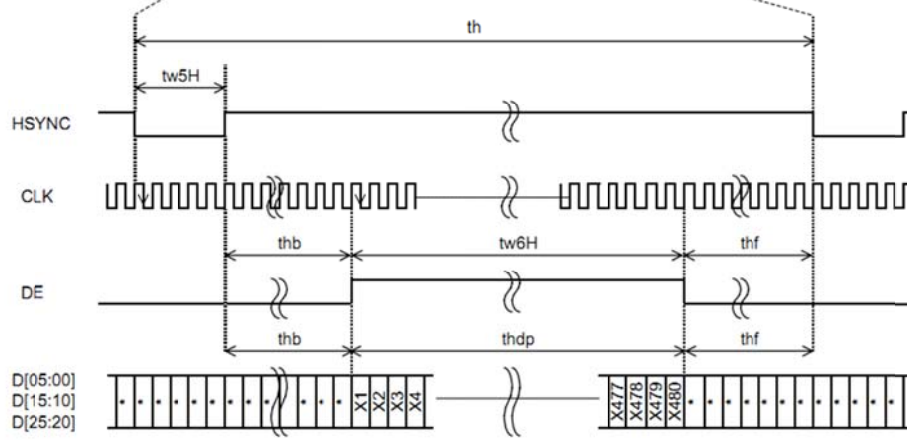 th
tw5H
HSYNC
CLK
thb tw6H thf
DE
thb thdp thf
D[05:00]
D[15:10]
D[25:20]
* * * * * * * * * * * * * X1 X2 X3 X4 X477 X478 X479 X480 * * * * * * * * * * * *